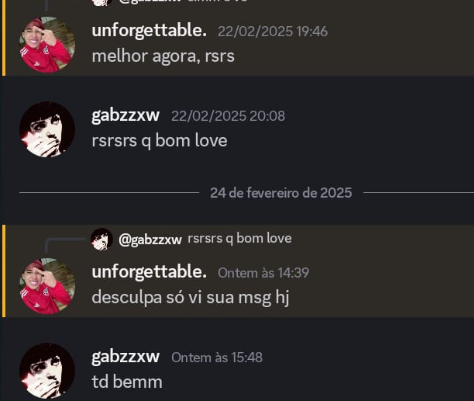 @gabzzxw
unforgettable. 22/02/2025 19:46
melhor agora, rsrs
gabzzxw 22/02/2025 20:08
rsrsrs q bom love
24 de fevereiro de 2025
@gabzzxw rsrsrs q bom love
unforgettable. Ontem às 14:39
desculpa só vi sua msg hj
gabzzxw Ontem às 15:48
td bemm